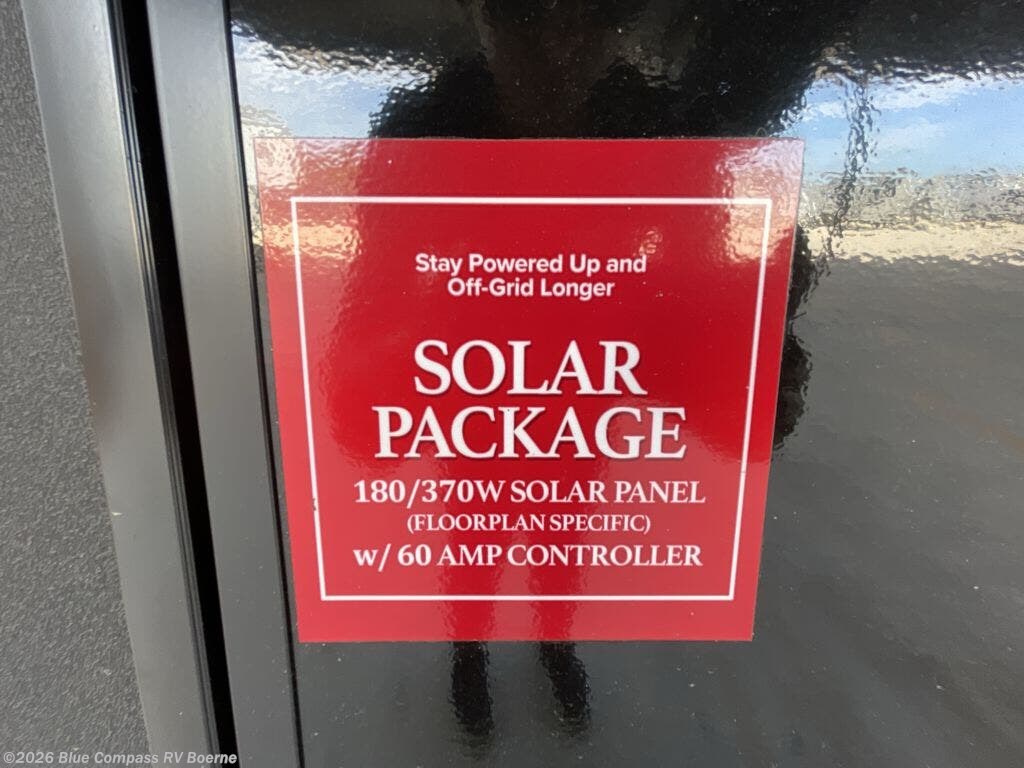 Stay Powered Up and
Off-Grid Longer
SOLAR
PACKAGE
180/370W SOLAR PANEL
(FLOORPLAN SPECIFIC)
w/ 60 AMP CONTROLLER
©2026 Blue Compass RV Boerne